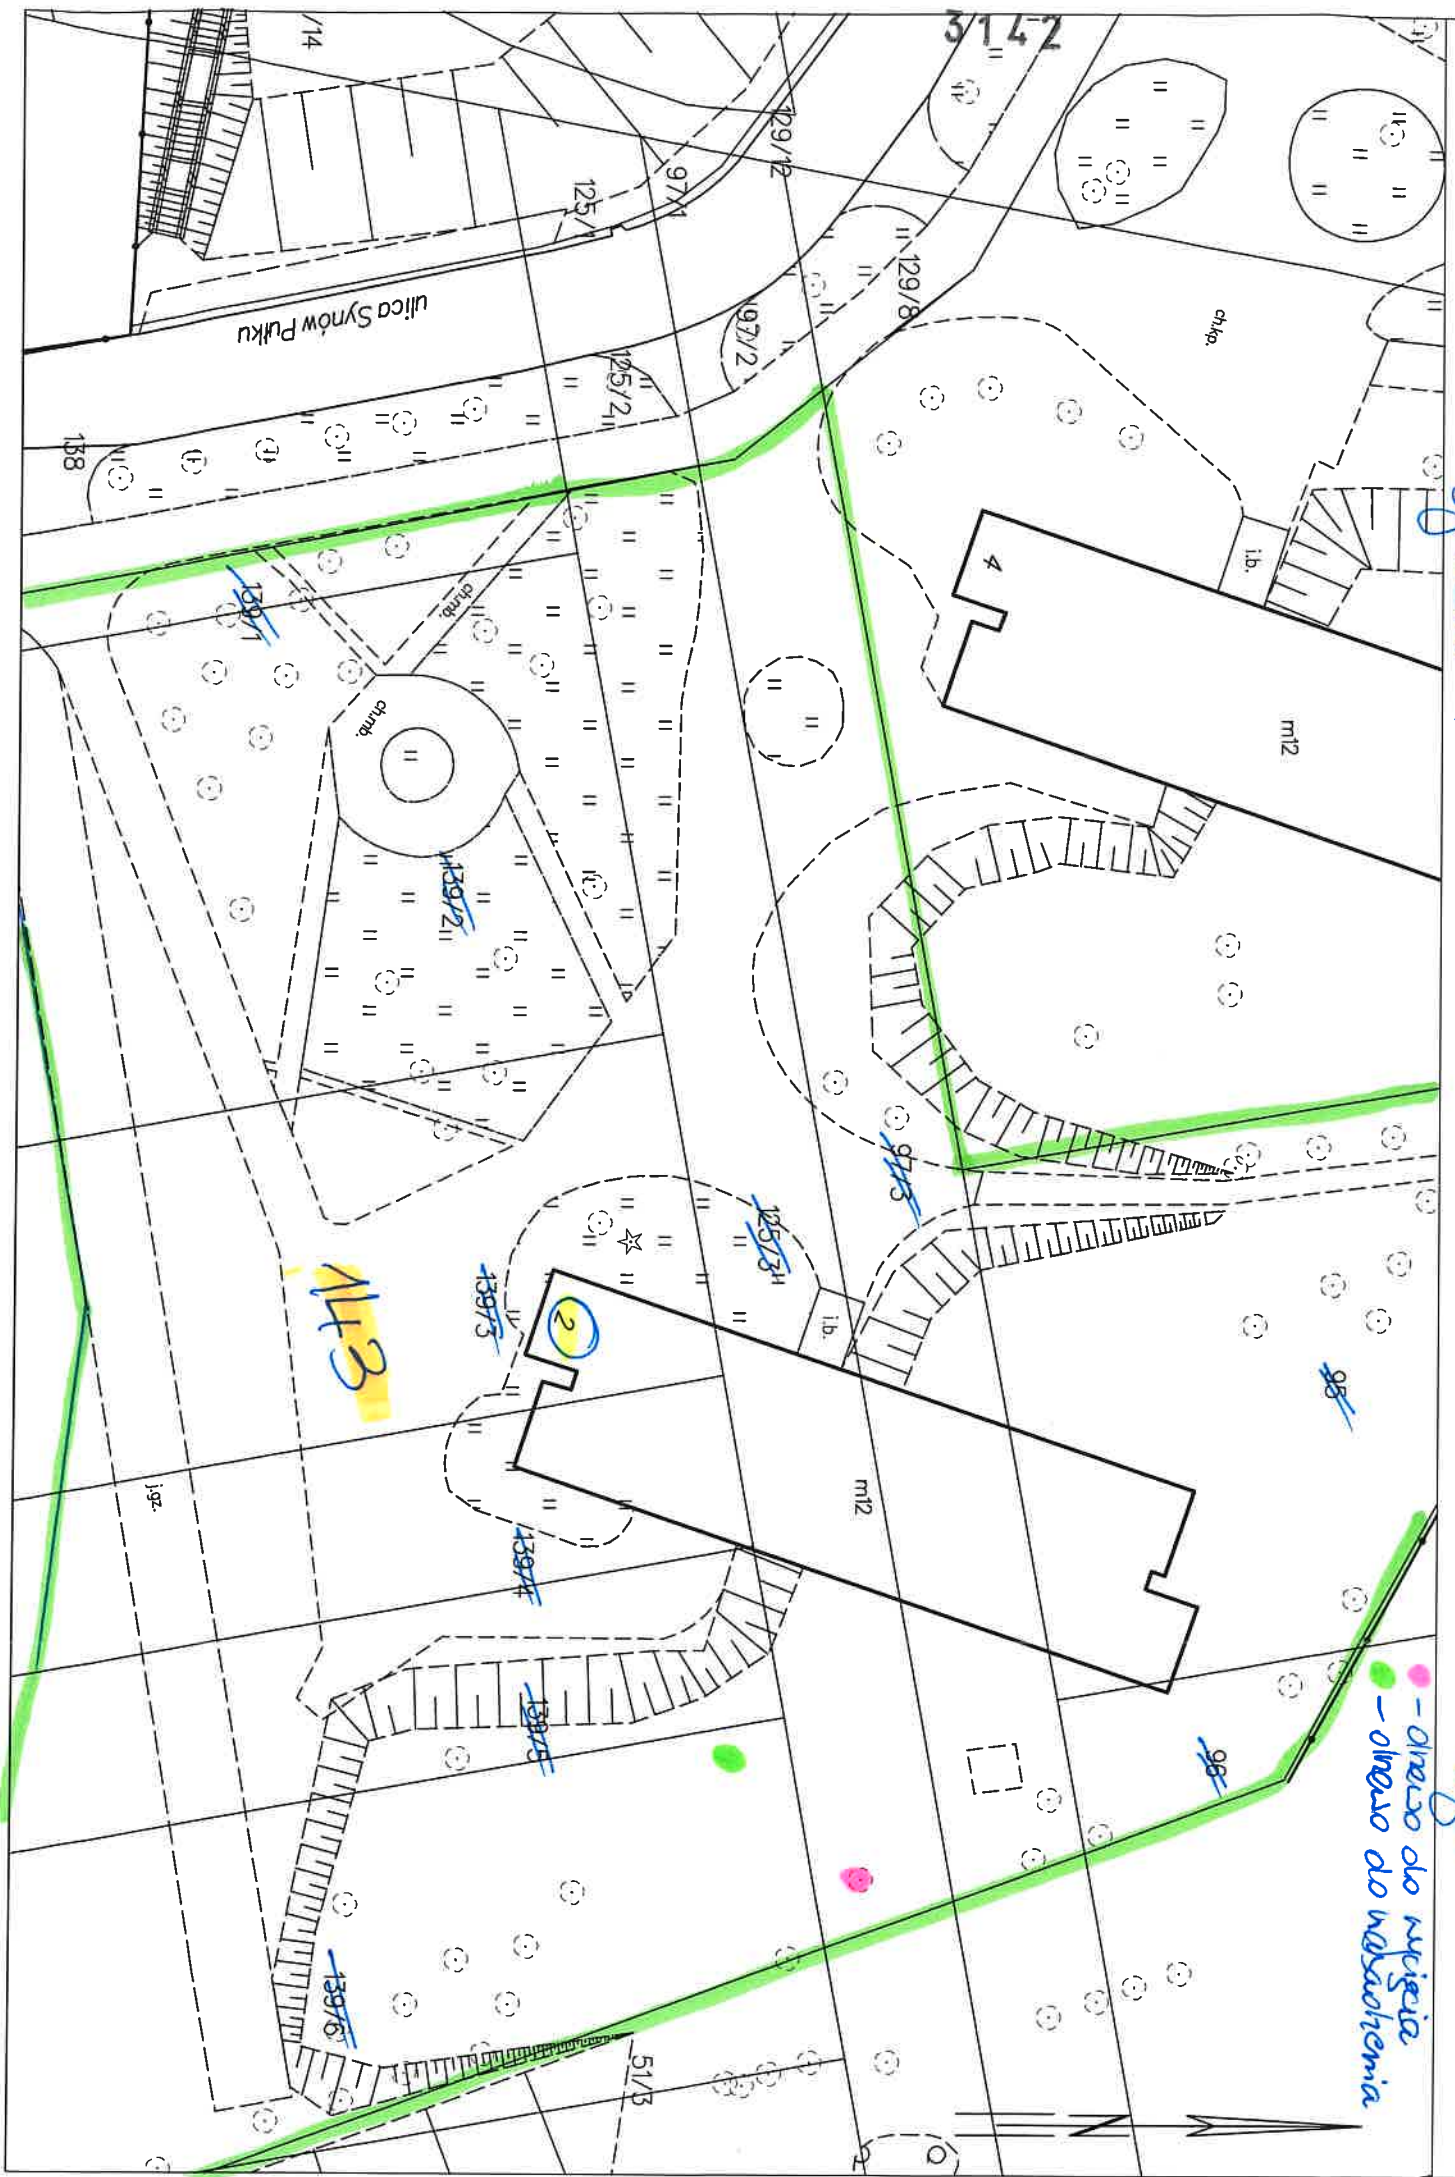 3142
/14
129/12
97/1
125/
129/8
97/2
125/2
ulica Synów Pułku
138
ch.kp.
i.b.
4
m12
139/1
ch.mb.
ch.mb.
139/2
97/3
125/3
139/3
2
i.b.
143
95
m12
j.gz.
139/4
139/5
96
139/6
51/3
- drzewo do wycięcia
- drzewo do nasadzenia
N